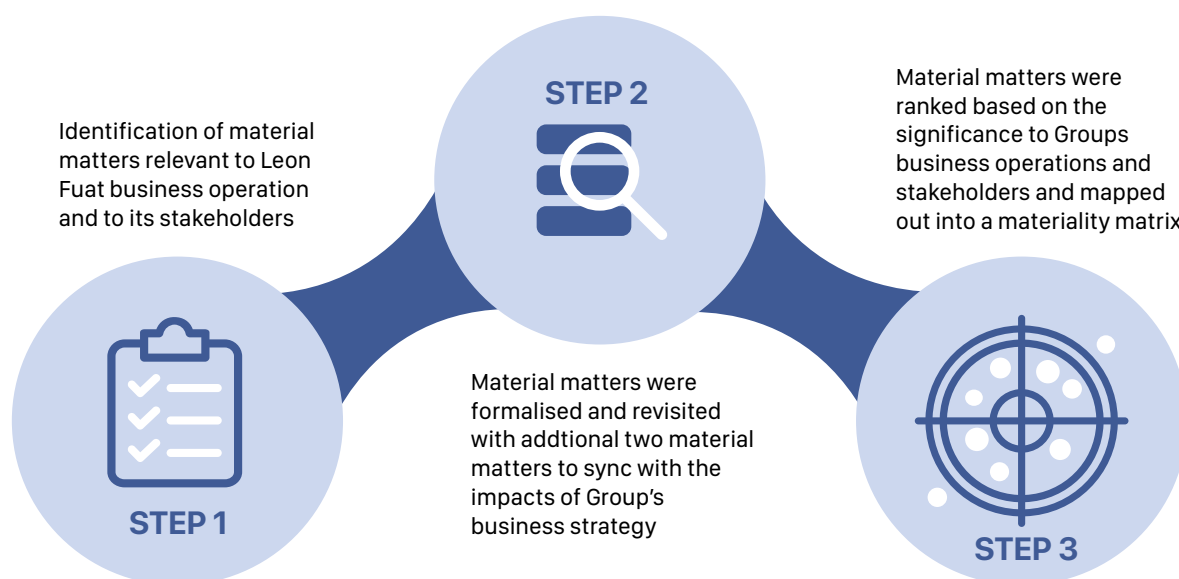 Identification of material
matters relevant to Leon
Fuat business operation
and to its stakeholders
STEP 1
STEP 2
Material matters were
formalised and revisited
with addtional two material
matters to sync with the
impacts of Group's
business strategy
Material matters were
ranked based on the
significance to Groups
business operations and
stakeholders and mapped
out into a materiality matrix
STEP 3